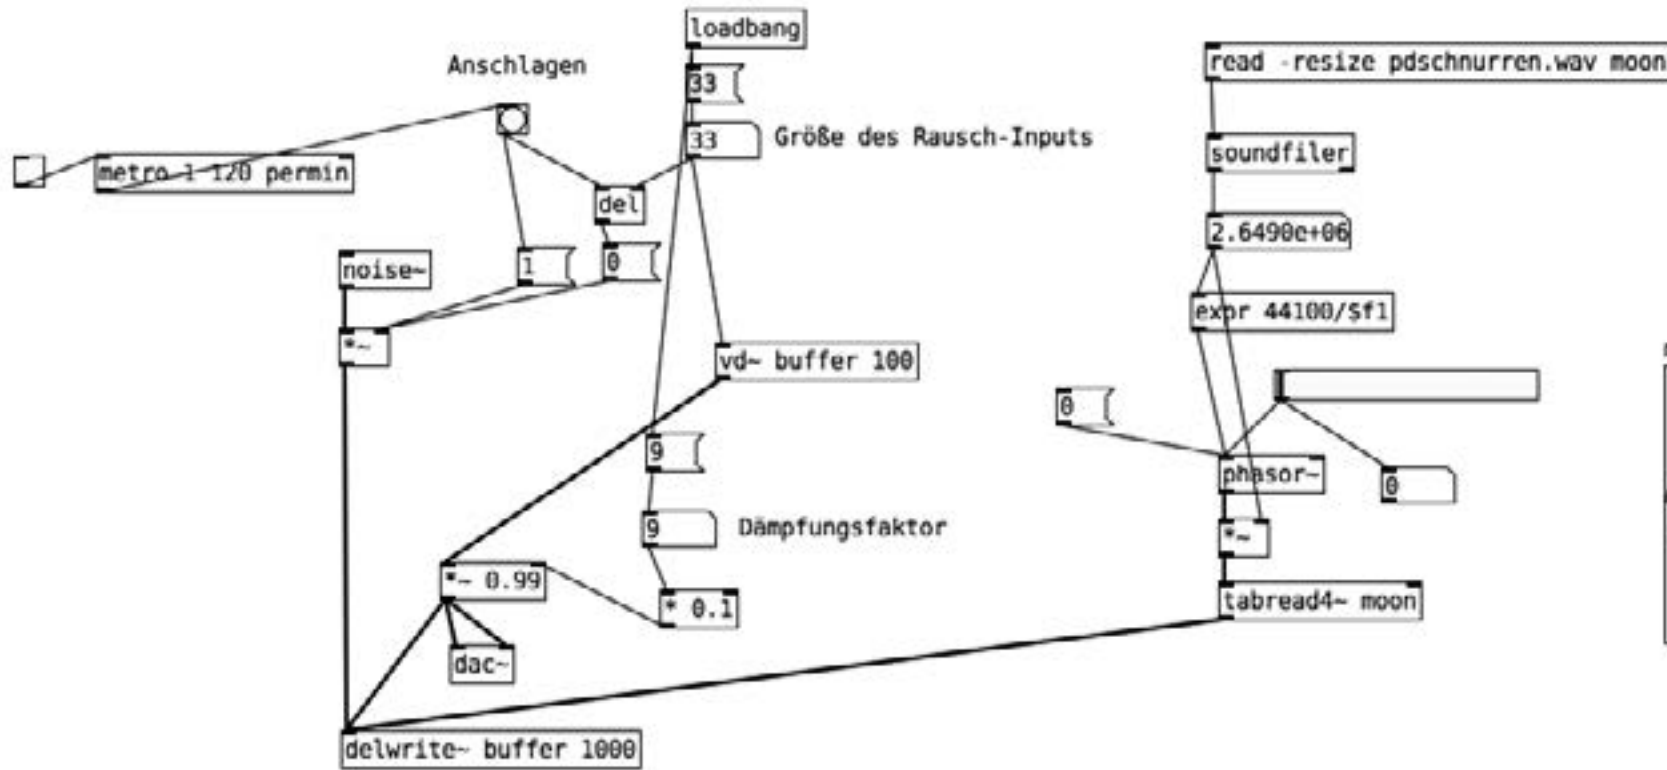 loadbang
Anschlagen
read -resize pdschnurren.wav moon
33
33
Größe des Rausch-Inputs
soundfiler
metro 1 120 permin
del
2.6490e+06
noise~
1
0
expr 44100/$f1
*~
vd~ buffer 100
0
9
phasor~
0
9
Dämpfungsfaktor
*~
*~ 0.99
* 0.1
tabread4~ moon
dac~
delwrite~ buffer 1000